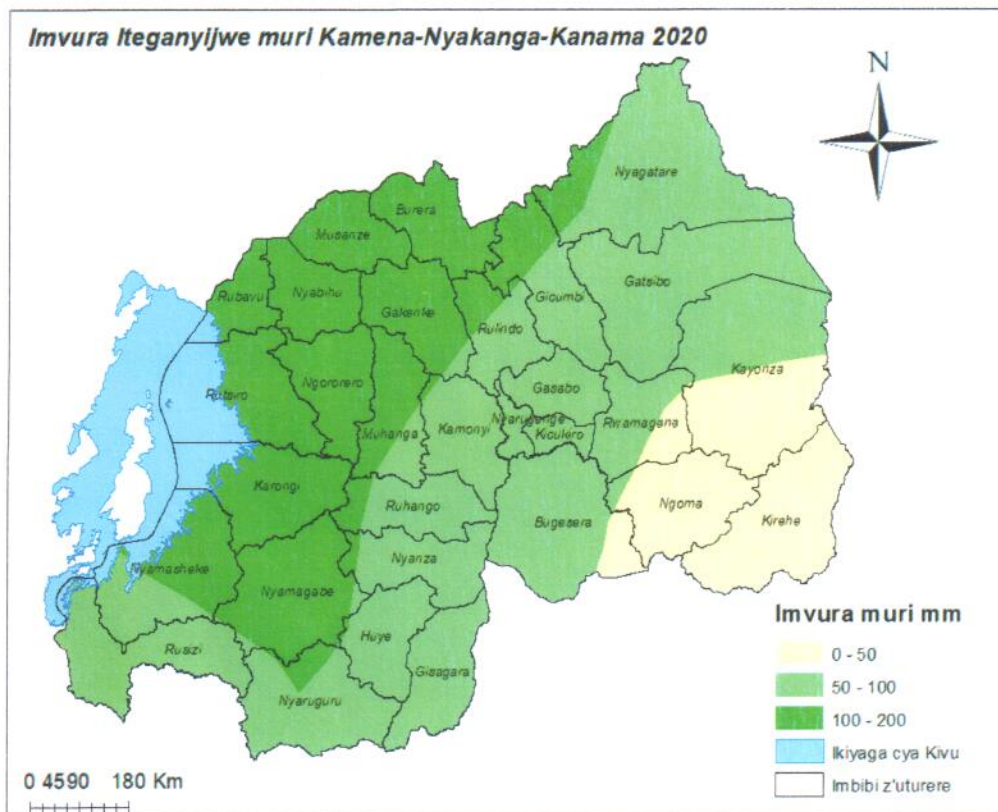 Imvura Iteganyijwe muri Kamena-Nyakanga-Kanama 2020
N
Nyagatare
Burera
Musanze
Gatsibo
Rubavu
Nyabihu
Gicumbi
Gakenke
Rulindo
Kayonza
Rutsiro
Ngororero
Gasabo
Nyarugenge
Muhanga
Kamonyi
Kicukiro
Rwamagana
Karongi
Ruhango
Bugesera
Ngoma
Kirehe
Nyamasheke
Nyanza
Nyamagabe
Huye
Rusizi
Gisagara
Nyaruguru
Imvura muri mm
0 - 50
50 - 100
100 - 200
Ikiyaga cya Kivu
Imbibi z'uturere
0 4590 180 Km